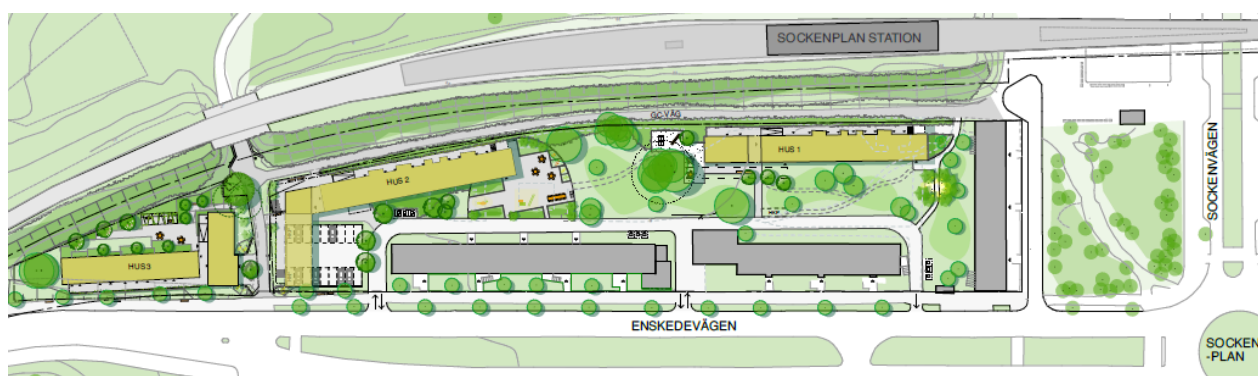 SOCKENPLAN STATION
GC-VÄG
HUS 1
HUS 2
HUS3
SOCKENVÄGEN
ENSKEDEVÄGEN
SOCKEN
-PLAN